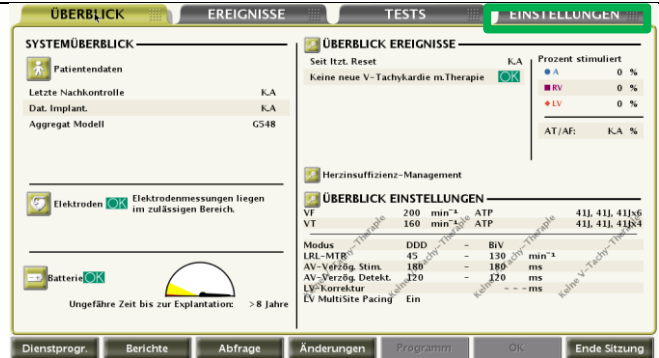 ÜBERBLICK EREIGNISSE TESTS EINSTELLUNGEN
SYSTEMÜBERBLICK
Patientendaten
Letzte Nachkontrolle K.A
Dat. Implant. K.A
Aggregat Modell G548
Elektroden OK Elektrodenmessungen liegen
im zulässigen Bereich.
Batterie OK
Ungefähre Zeit bis zur Explantation: >8 Jahre
ÜBERBLICK EREIGNISSE
Seit ltzt. Reset K.A
Keine neue V-Tachykardie m.Therapie OK
Prozent stimuliert
A 0 %
RV 0 %
LV 0 %
AT/AF: K.A %
Herzinsuffizienz-Management
ÜBERBLICK EINSTELLUNGEN
VF 200 min⁻¹ ATP 41J, 41J, 41Jx6
VT 160 min⁻¹ ATP 41J, 41J, 41Jx4
Modus DDD - BiV
LRL-MTR 45 - 130 min⁻¹
AV-Verzög. Stim. 180 - 180 ms
AV-Verzög. Detekt. 120 - 120 ms
LV-Korrektur - - - ms
LV MultiSite Pacing Ein
Keine V-Tachy-Therapie
Keine V-Tachy-Therapie
Keine V-Tachy-Therapie
Dienstprogr. Berichte Abfrage Änderungen Programm OK Ende Sitzung